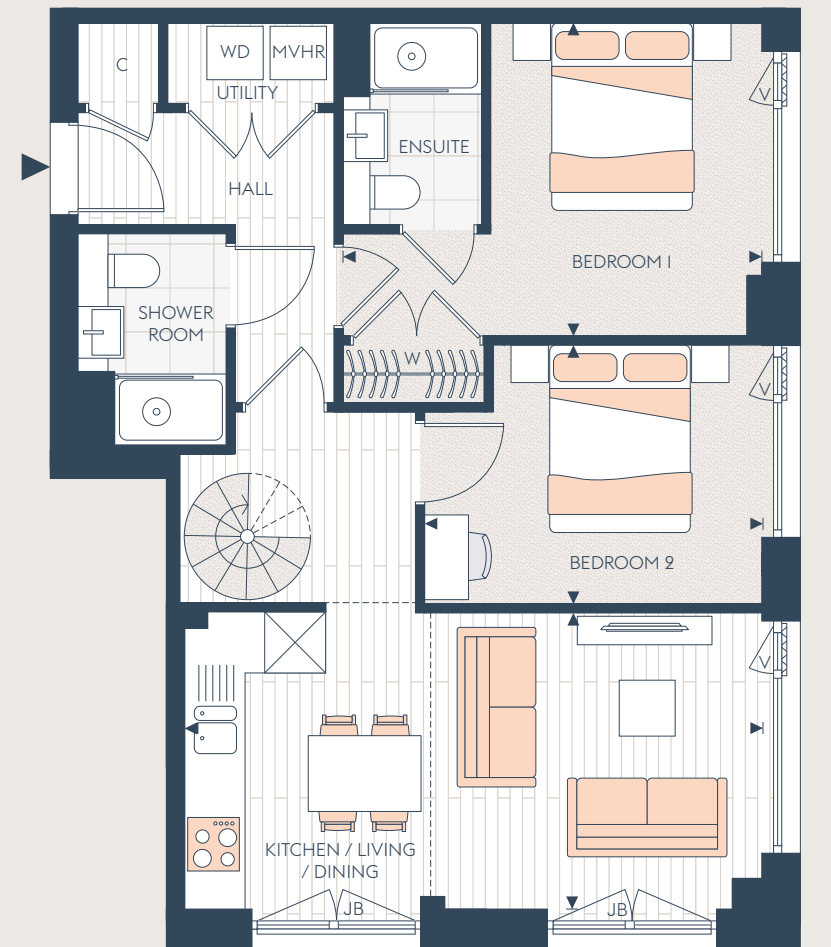 WD
MVHR
C
UTILITY
V
ENSUITE
HALL
BEDROOM 1
SHOWER
ROOM
W
V
BEDROOM 2
V
KITCHEN / LIVING
/ DINING
JB
JB